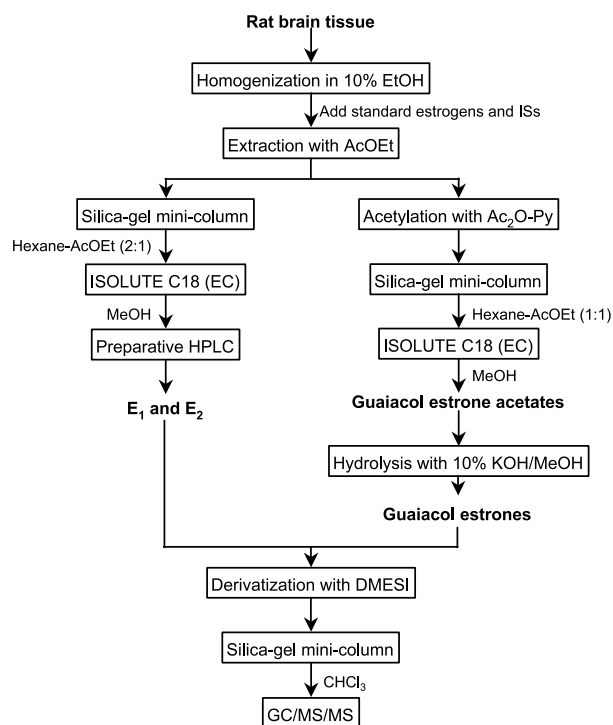 Rat brain tissue
Homogenization in 10% EtOH
Add standard estrogens and ISs
Extraction with AcOEt
Silica-gel mini-column
Hexane-AcOEt (2:1)
ISOLUTE C18 (EC)
MeOH
Preparative HPLC
E₁ and E₂
Acetylation with Ac₂O-Py
Silica-gel mini-column
Hexane-AcOEt (1:1)
ISOLUTE C18 (EC)
MeOH
Guaiacol estrone acetates
Hydrolysis with 10% KOH/MeOH
Guaiacol estrones
Derivatization with DMESI
Silica-gel mini-column
CHCl₃
GC/MS/MS